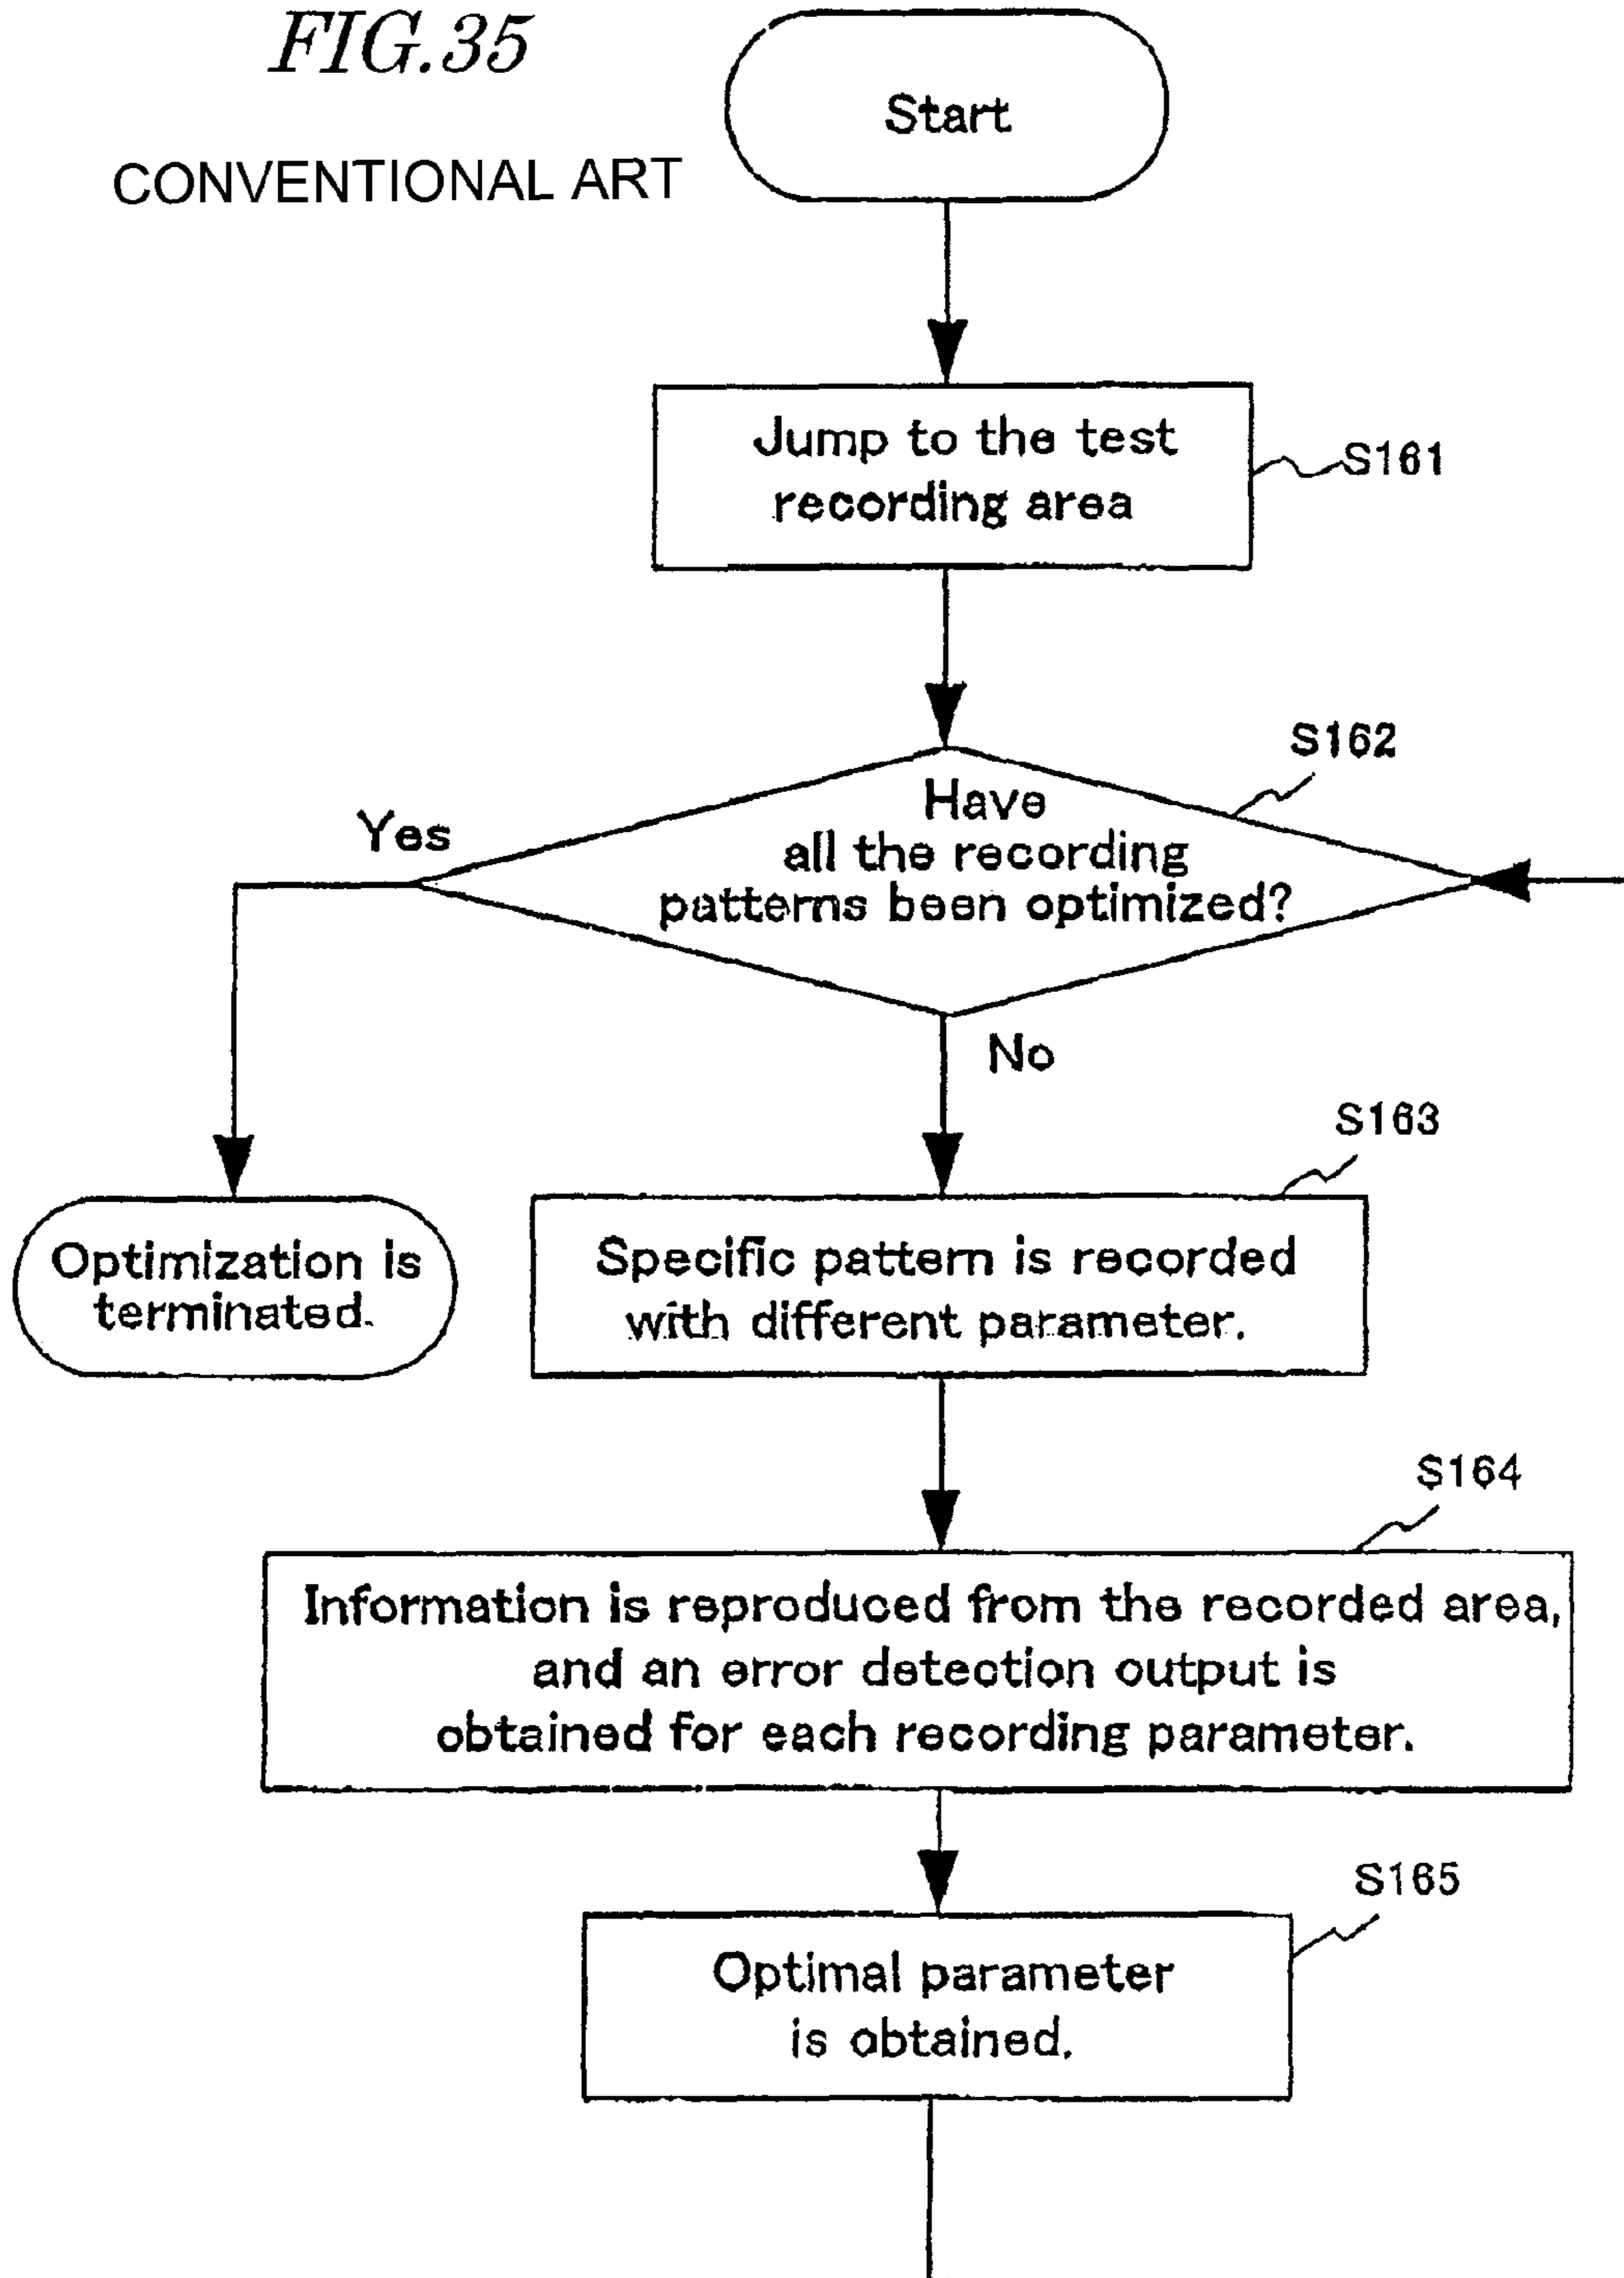 FIG.35
CONVENTIONAL ART
Start
Jump to the test
recording area
S161
S162
Have
all the recording
patterns been optimized?
Yes
No
S163
Optimization is
terminated.
Specific pattern is recorded
with different parameter.
S164
Information is reproduced from the recorded area,
and an error detection output is
obtained for each recording parameter.
S165
Optimal parameter
is obtained.